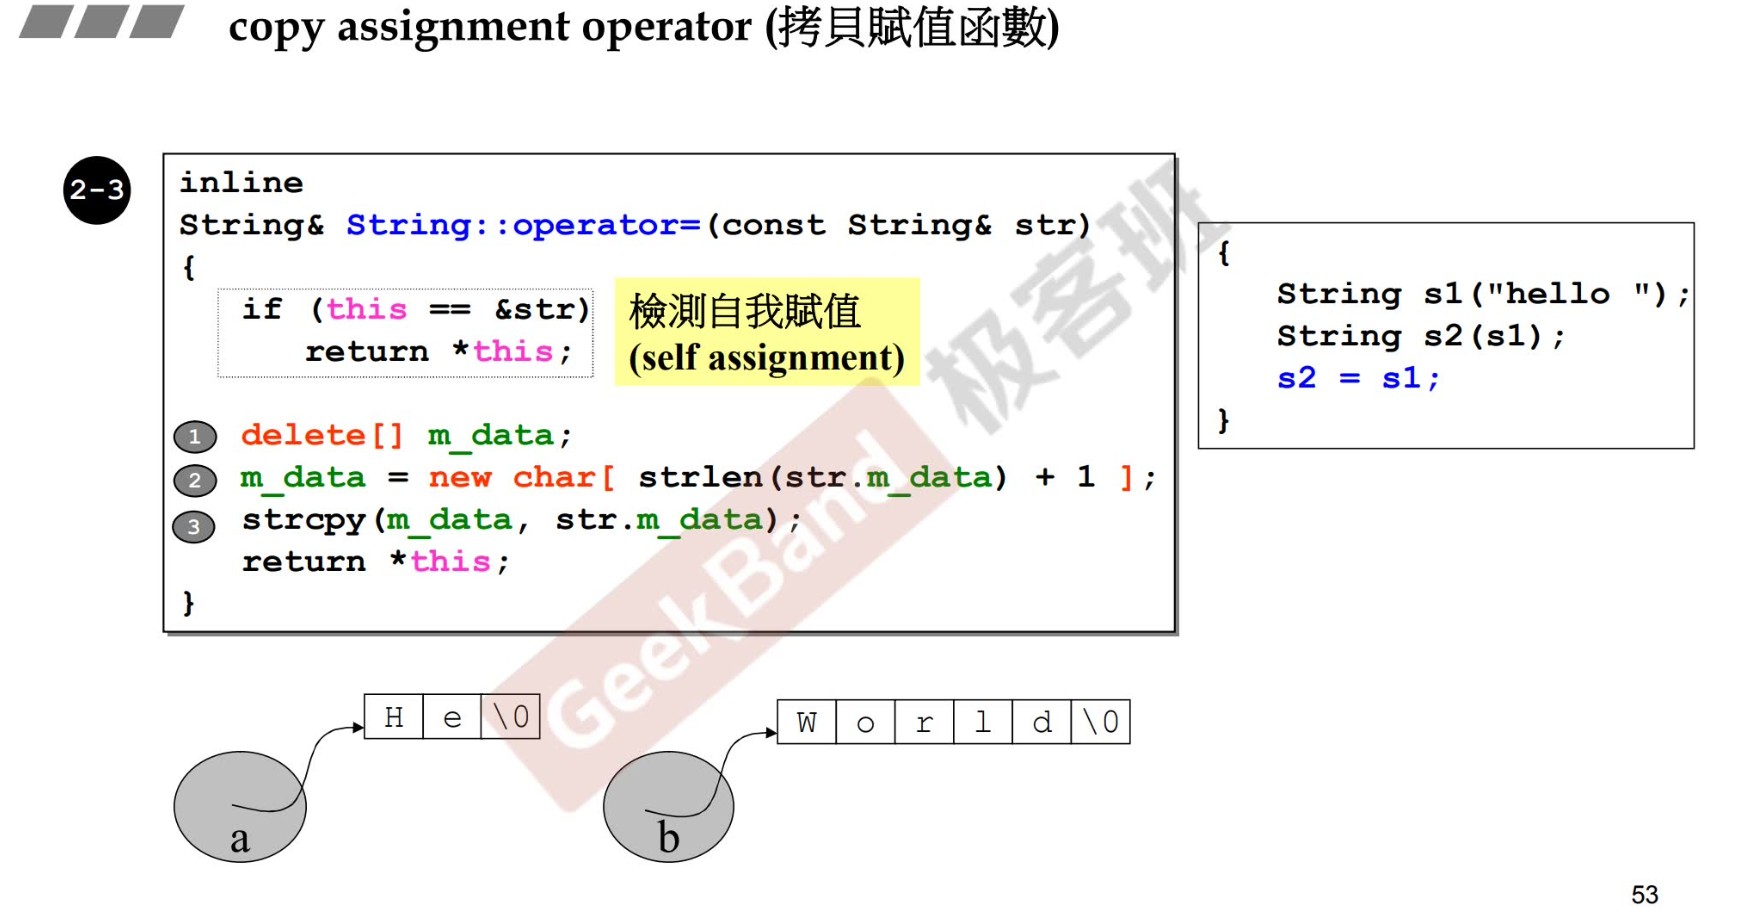 copy assignment operator (拷貝賦值函數)
2-3
inline
String& String::operator=(const String& str)
{
if (this == &str)
return *this;
檢測自我賦值
(self assignment)
1 delete[] m_data;
2 m_data = new char[ strlen(str.m_data) + 1 ];
3 strcpy(m_data, str.m_data);
return *this;
}
{
String s1("hello ");
String s2(s1);
s2 = s1;
}
GeekBand 极客班
H e \0
a
W o r l d \0
b
53